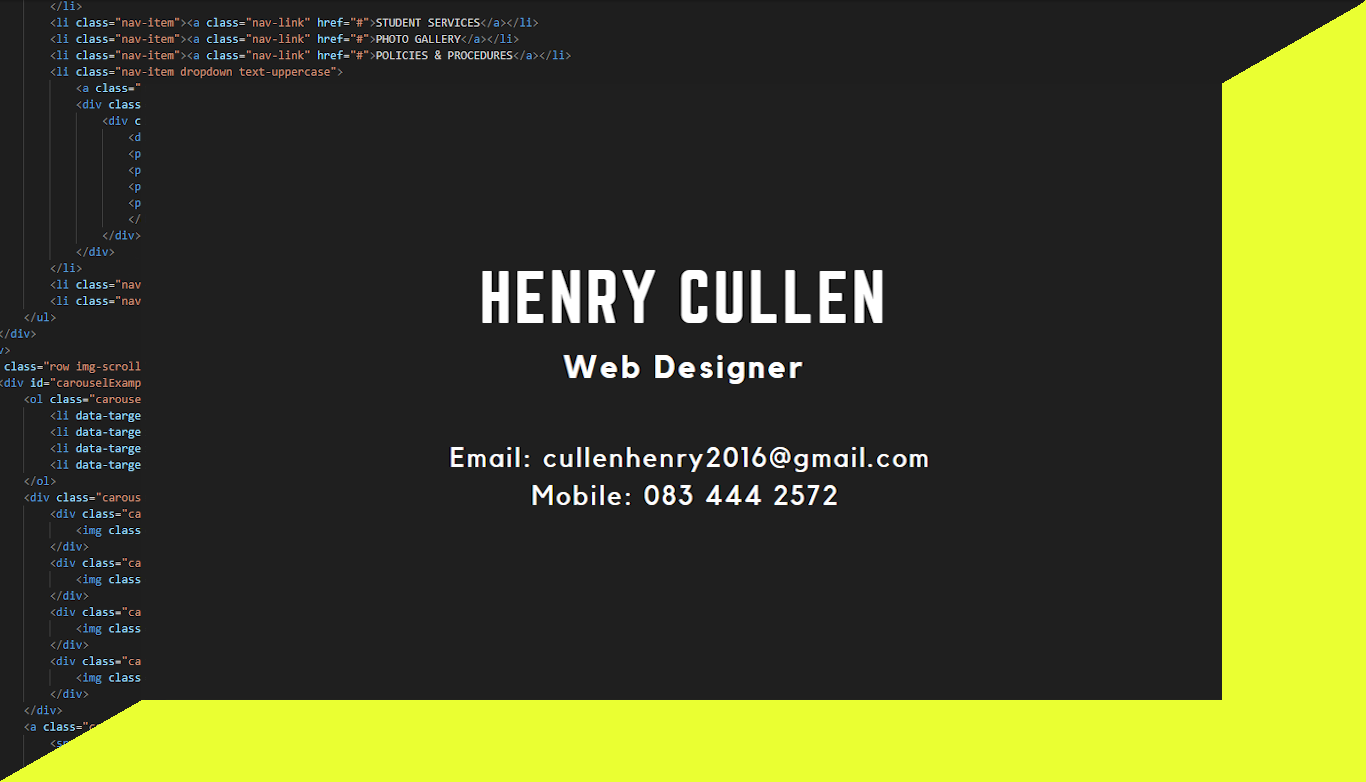 </li>
<li class="nav-item"><a class="nav-link" href="#">STUDENT SERVICES</a></li>
<li class="nav-item"><a class="nav-link" href="#">PHOTO GALLERY</a></li>
<li class="nav-item"><a class="nav-link" href="#">POLICIES & PROCEDURES</a></li>
<li class="nav-item dropdown text-uppercase">
<a class="
<div class
<div c
<d
<p
<p
<p
<p
</
</div>
</div>
</li>
<li class="nav
<li class="nav
</ul>
</div>
v>
class="row img-scroll
<div id="carouselExamp
<ol class="carouse
<li data-targe
<li data-targe
<li data-targe
<li data-targe
</ol>
<div class="carous
<div class="ca
<img class
</div>
<div class="ca
<img class
</div>
<div class="ca
<img class
</div>
<div class="ca
<img class
</div>
</div>
<a class="
HENRY CULLEN
Web Designer
Email: cullenhenry2016@gmail.com
Mobile: 083 444 2572